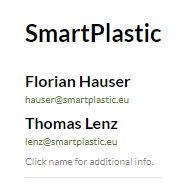 SmartPlastic
Florian Hauser
hauser@smartplastic.eu
Thomas Lenz
lenz@smartplastic.eu
Click name for additional info.